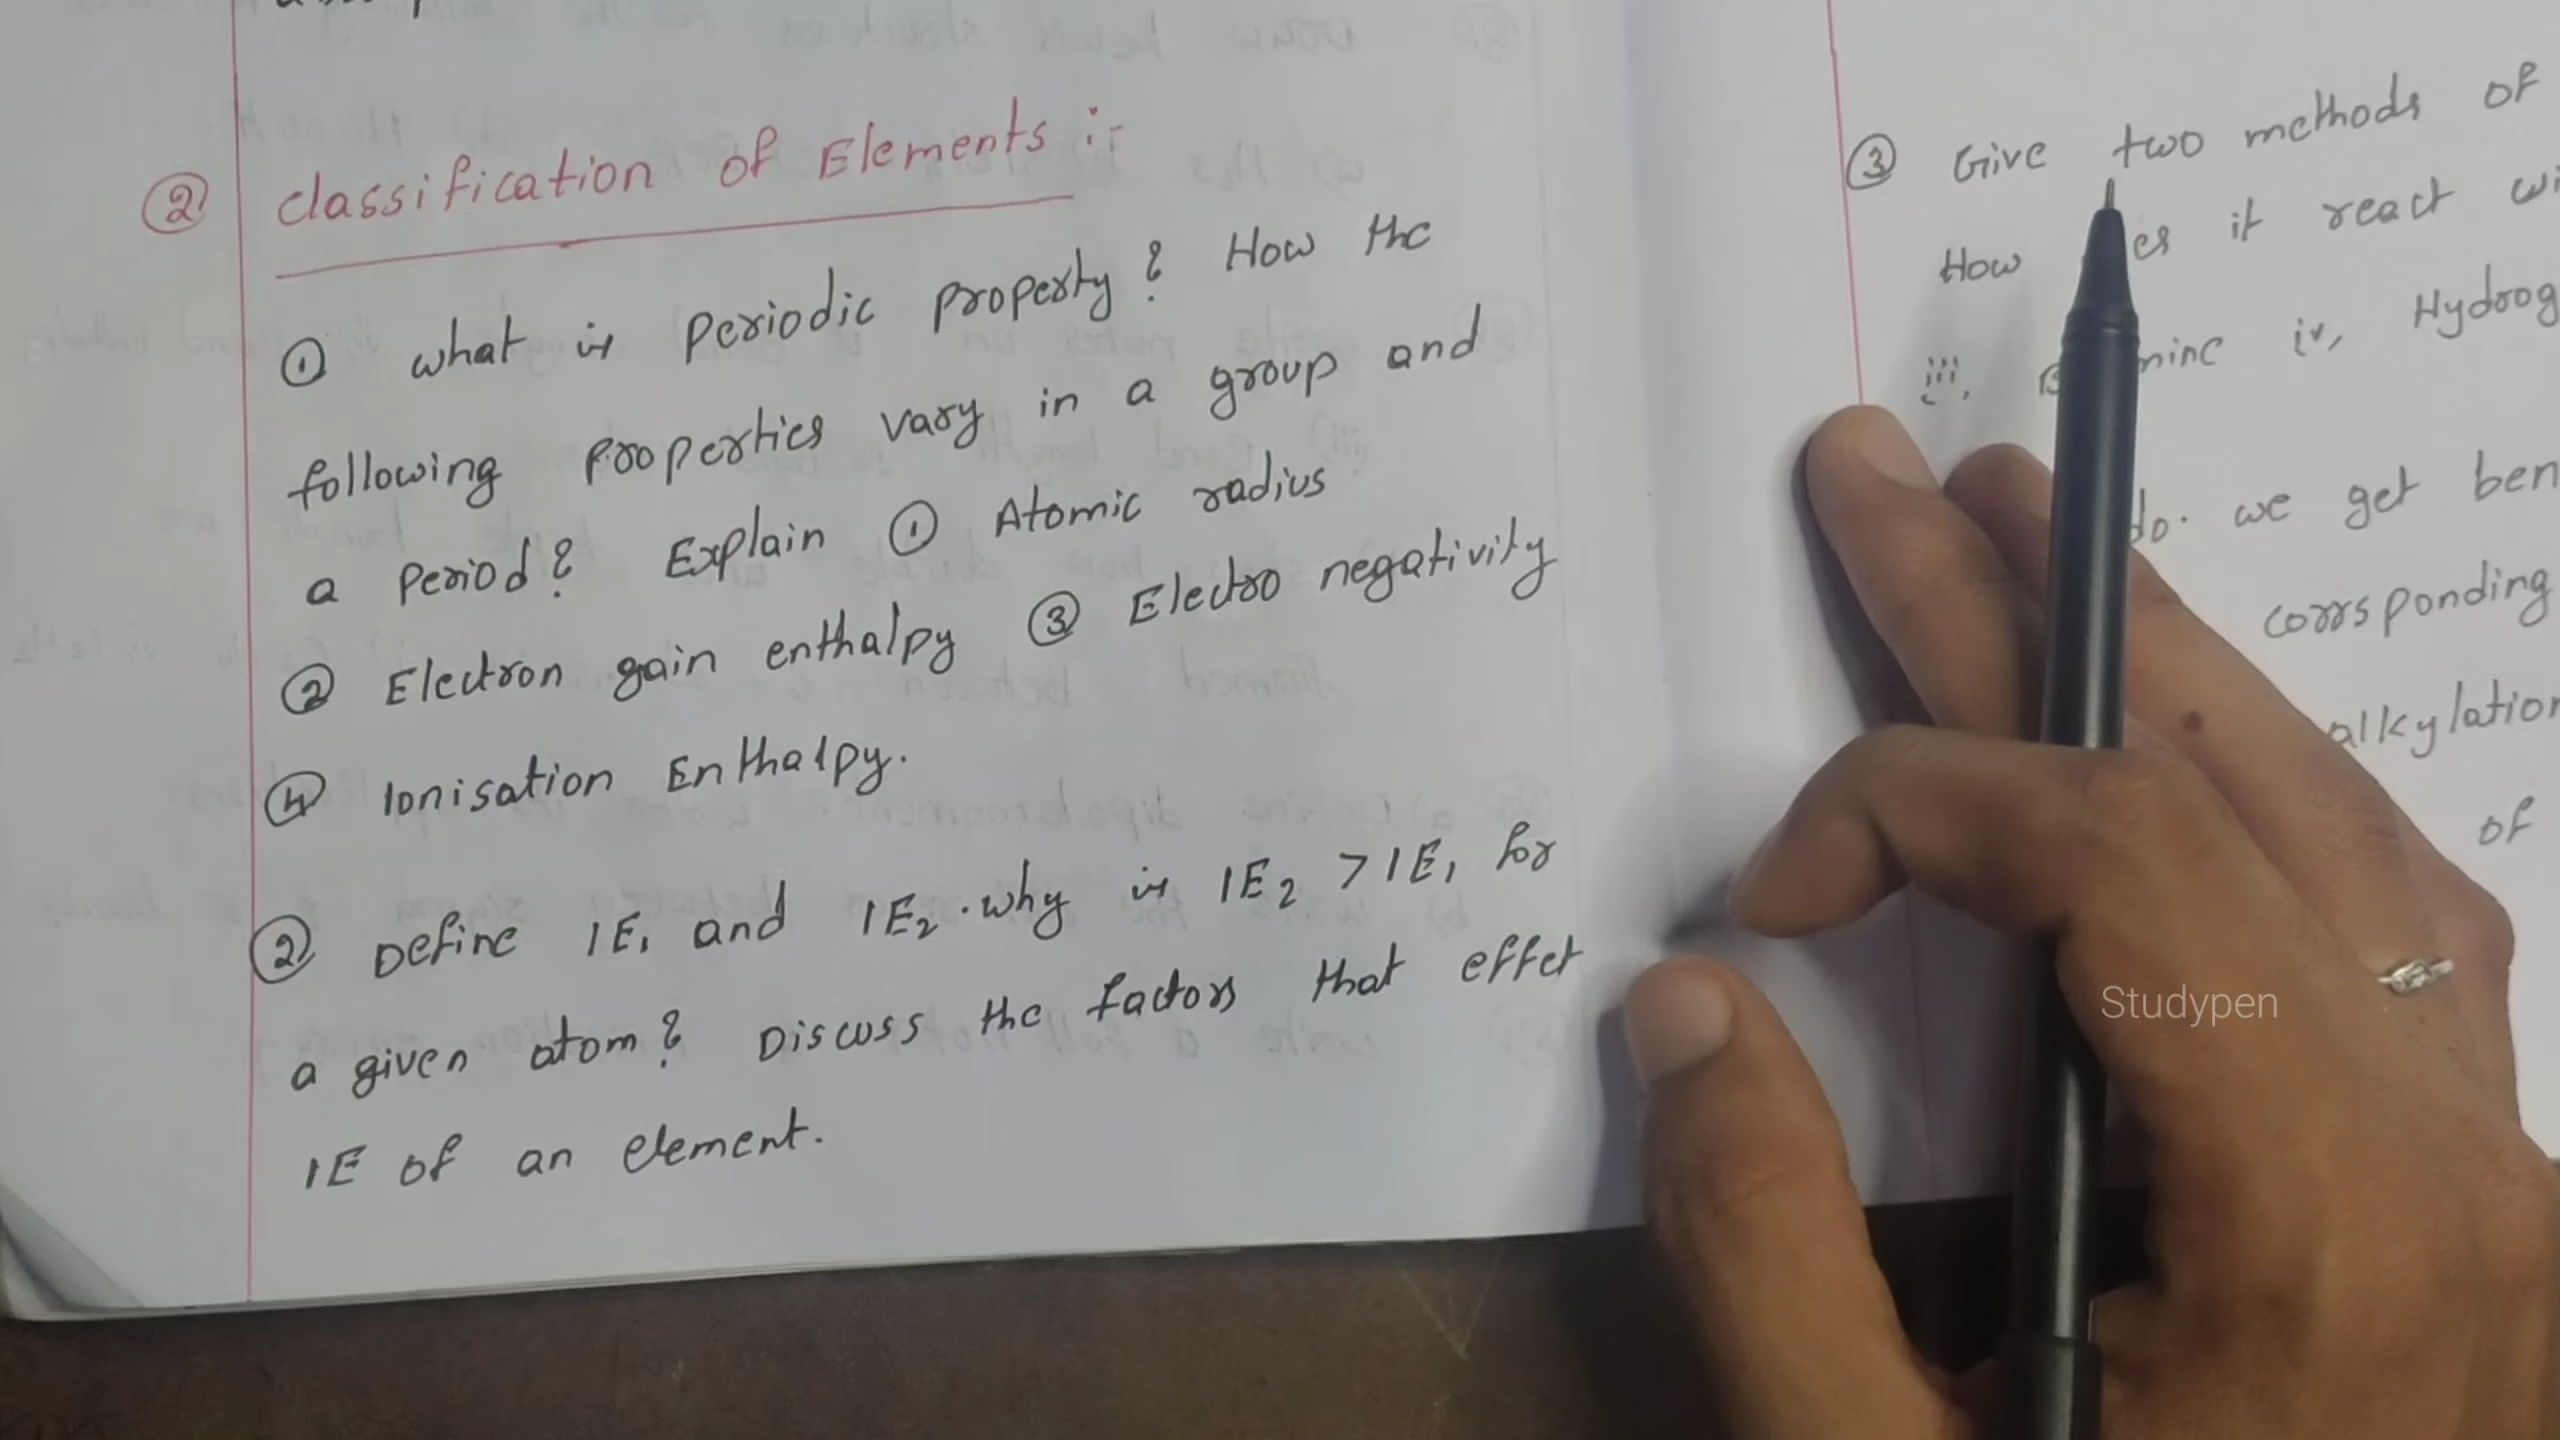 ② classification of Elements :-
① what is Periodic property? How the
following properties vary in a group and
a Period? Explain ① Atomic radius
② Electron gain enthalpy ③ Electro negativity
④ Ionisation Enthalpy.
② Define IE₁ and IE₂. why is IE₂ > IE₁ for
a given atom? Discuss the factors that effet
IE of an element.
③ Give two methods of
How it react
iii, iv,
do. we get ben
corrsponding
alkylation
of
Studypen